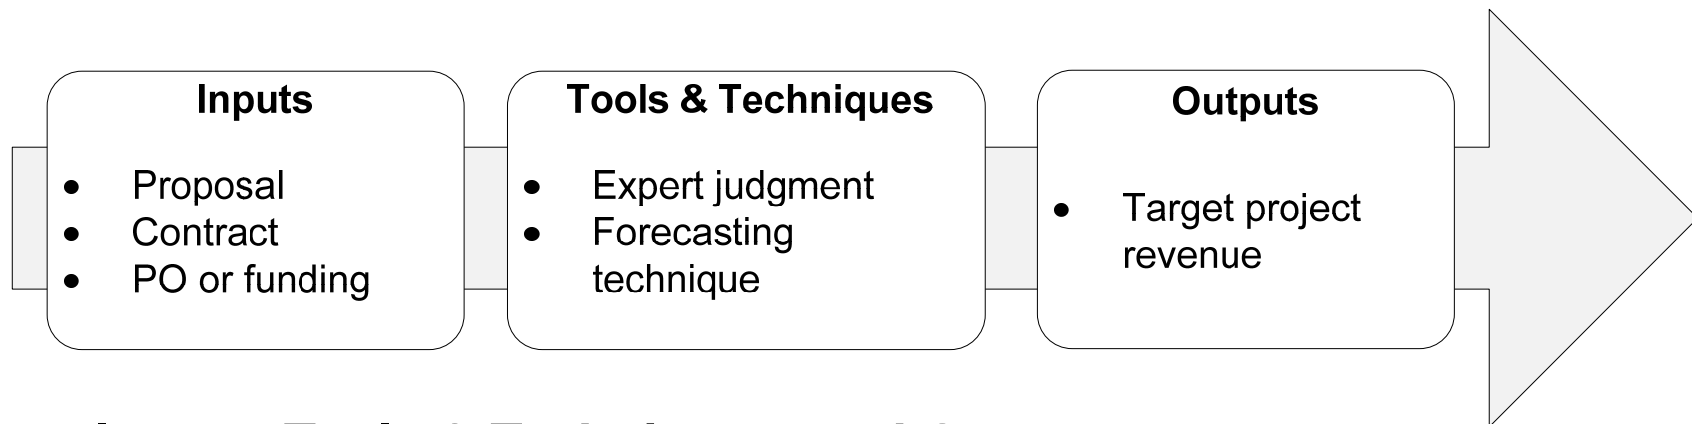 Inputs
• Proposal
• Contract
• PO or funding
Tools & Techniques
• Expert judgment
• Forecasting
technique
Outputs
• Target project
revenue